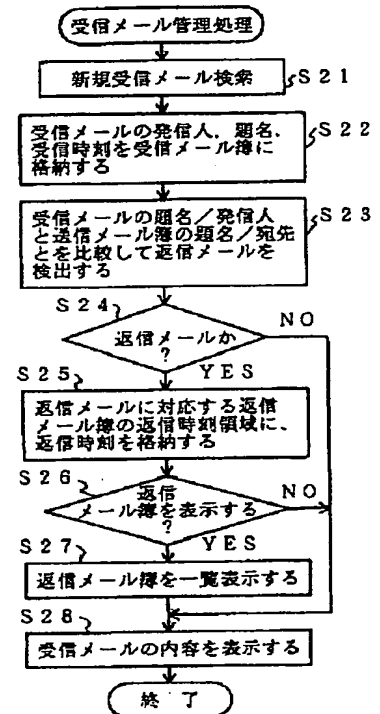 受信メール管理処理
新規受信メール検索
S21
受信メールの発信人、題名、
受信時刻を受信メール簿に
格納する
S22
受信メールの題名/発信人
と送信メール簿の題名/宛先
とを比較して返信メールを
検出する
S23
S24
返信メールか
?
NO
YES
S25
返信メールに対応する返信
メール簿の返信時刻領域に、
返信時刻を格納する
S26
返信
メール簿を表示する
?
NO
YES
S27
返信メール簿を一覧表示する
S28
受信メールの内容を表示する
終了